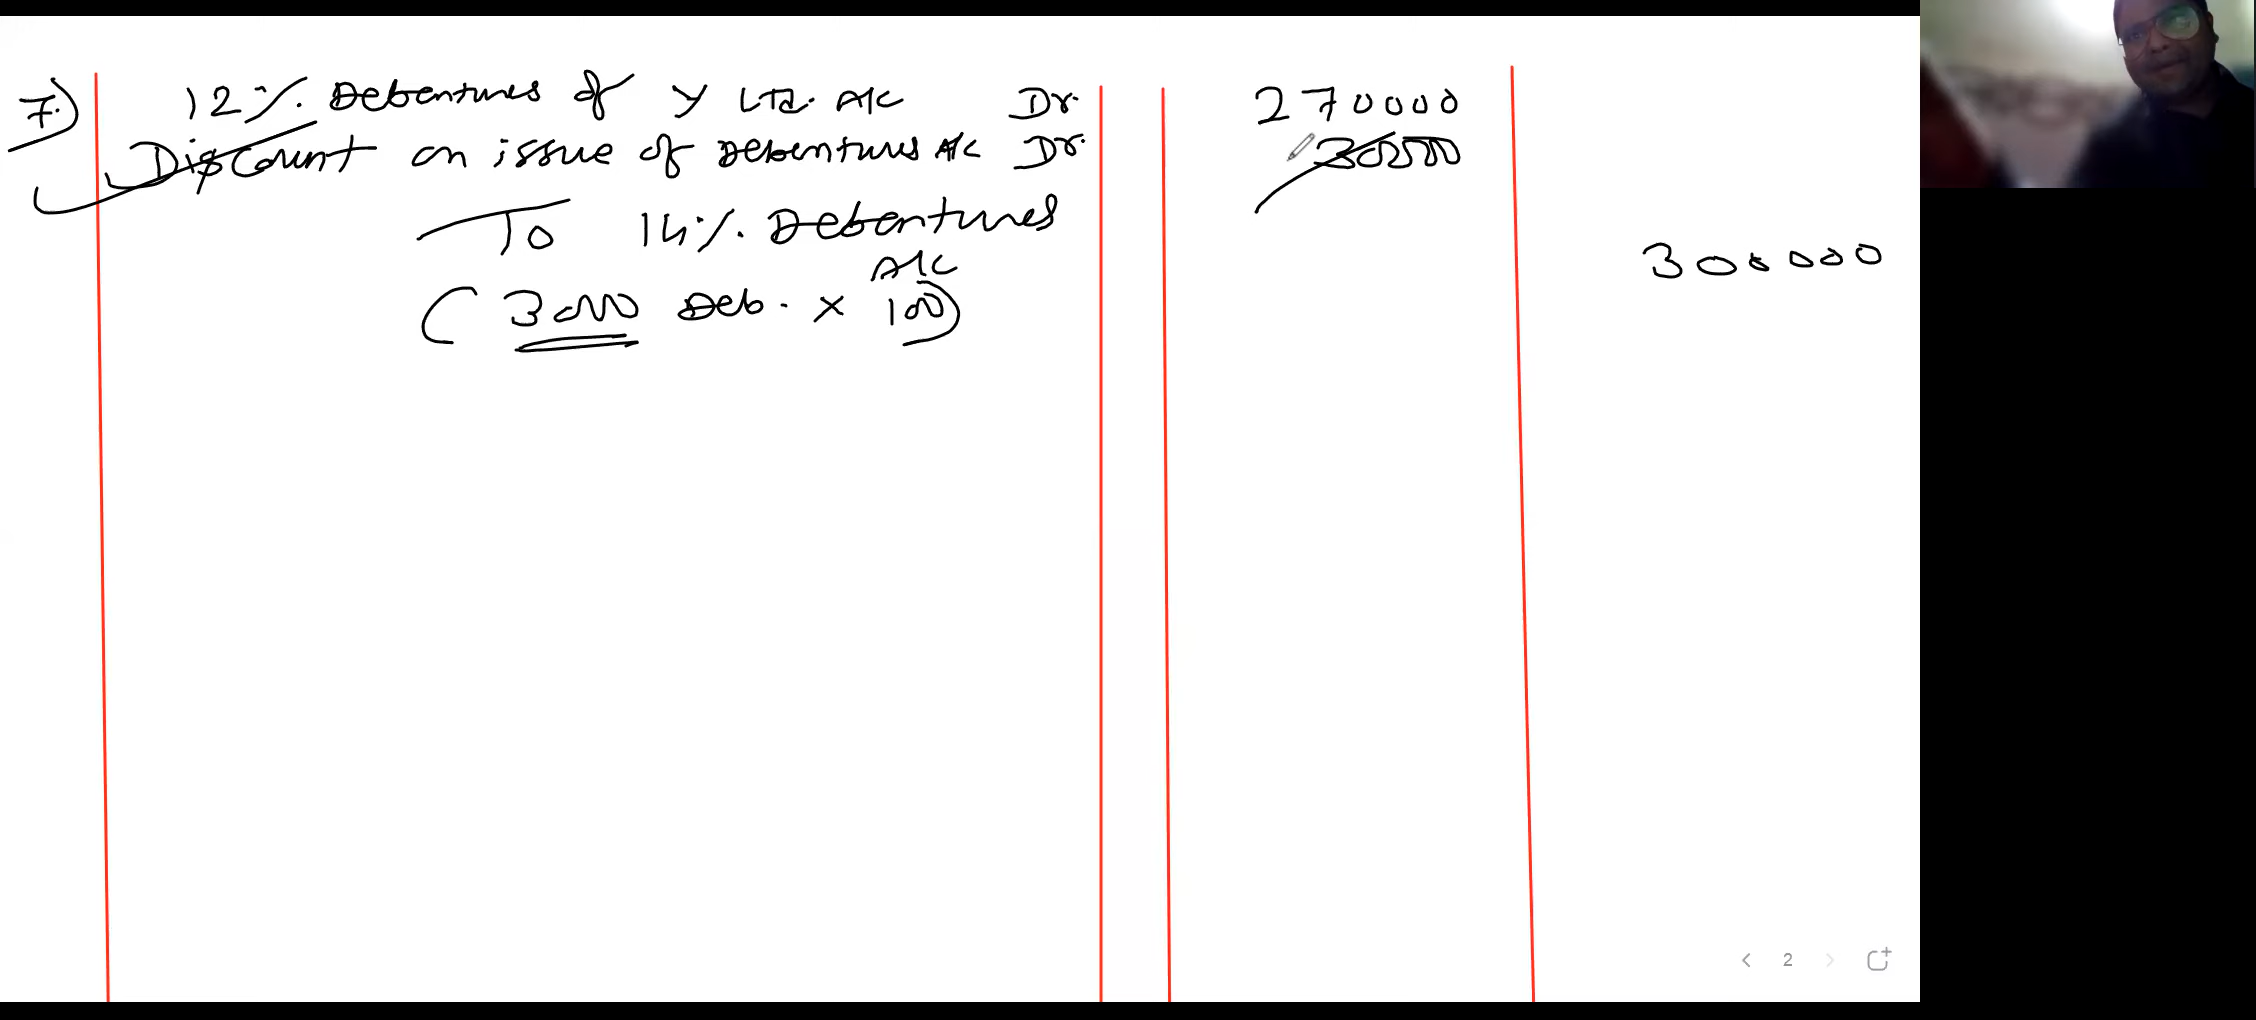 7.) 12%. Debentures of Y LTD. A/C Dr. 270000
Discount on issue of Debentures A/C Dr. 30000
To 14%. Debentures
A/C 300000
(3000 Deb. × 100)
2